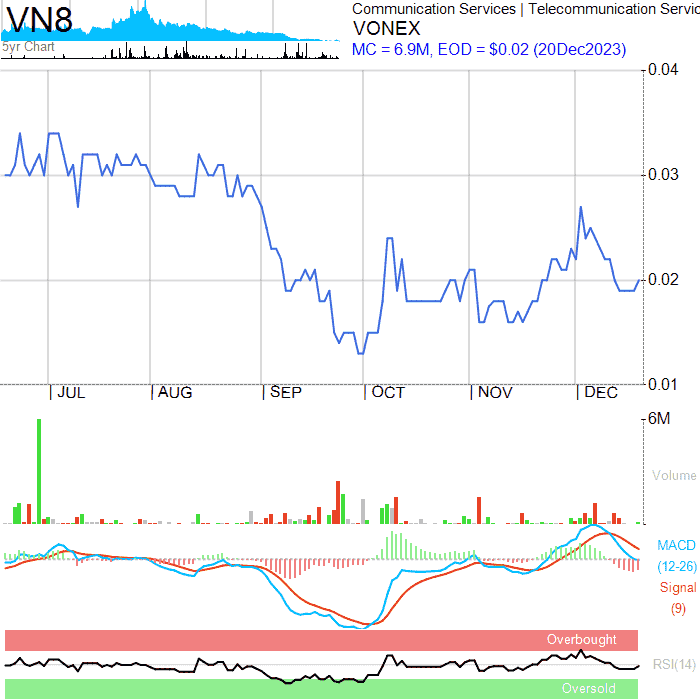 VN8
5yr Chart
Communication Services | Telecommunication Servic
VONEX
MC = 6.9M, EOD = $0.02 (20Dec2023)
0.04
0.03
0.02
0.01
JUL
AUG
SEP
OCT
NOV
DEC
6M
Volume
MACD
(12-26)
Signal
(9)
Overbought
RSI(14)
Oversold